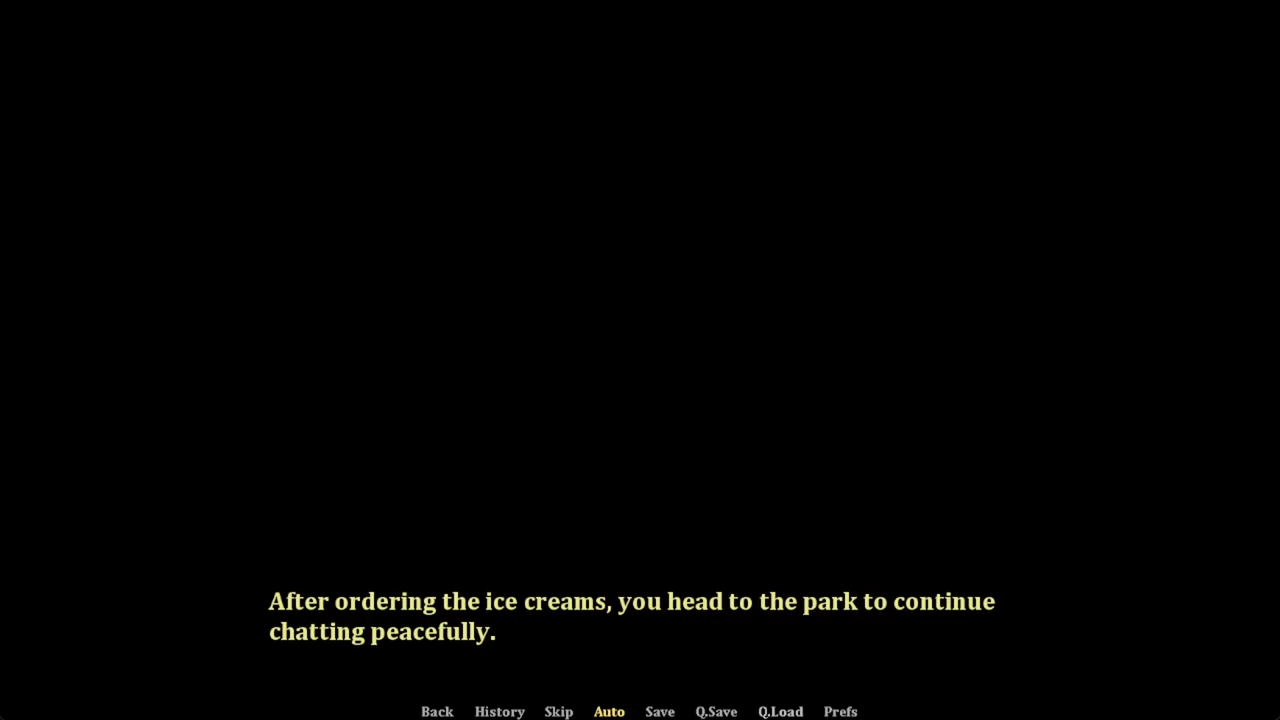 After ordering the ice creams, you head to the park to continue
chatting peacefully.
Back History Skip Auto Save Q.Save Q.Load Prefs